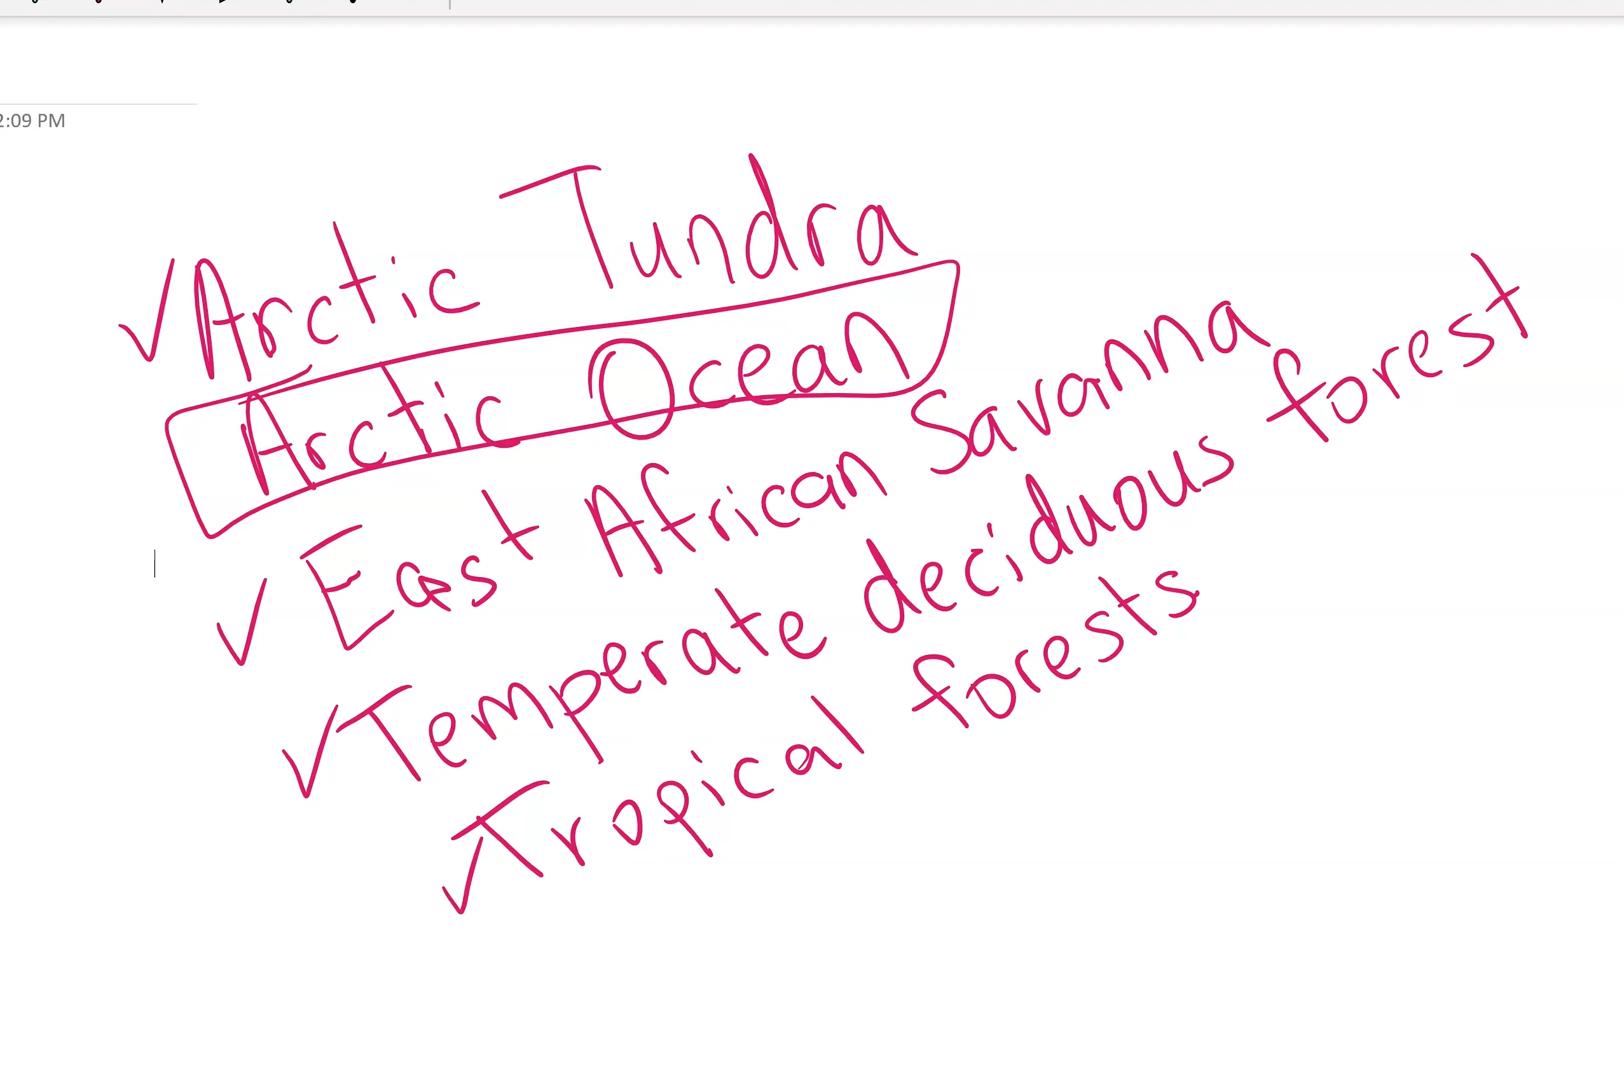 2:09 PM
✓Arctic Tundra
Arctic Ocean
✓ East African Savanna
✓Temperate deciduous forest
✓Tropical forests